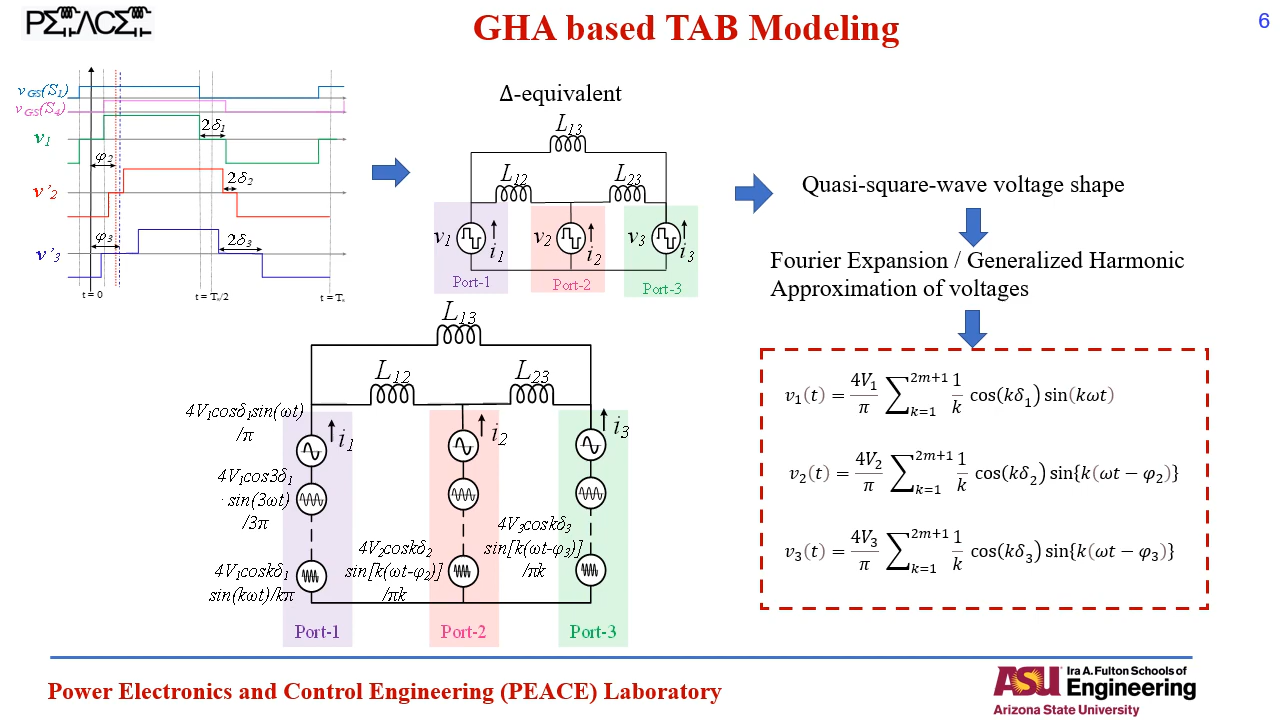 PΣACΣ
GHA based TAB Modeling
6
vGS(S1)
vGS(S4)
v1
v'2
v'3
φ2
φ3
2δ1
2δ2
2δ3
t = 0
t = Ts/2
t = Ts
Δ-equivalent
L13
L12
L23
v1
i1
v2
i2
v3
i3
Port-1
Port-2
Port-3
Quasi-square-wave voltage shape
Fourier Expansion / Generalized Harmonic
Approximation of voltages
L13
L12
L23
4V1cosδ1sin(ωt)
/π
i1
i2
i3
4V1cos3δ1
· sin(3ωt)
/3π
4V1coskδ1
sin(kωt)/kπ
4V2coskδ2
sin[k(ωt-φ2)]
/πk
4V3coskδ3
sin[k(ωt-φ3)]
/πk
Port-1
Port-2
Port-3
v1(t) = 4V1/π ∑_{k=1}^{2m+1} 1/k cos(kδ1) sin(kωt)
v2(t) = 4V2/π ∑_{k=1}^{2m+1} 1/k cos(kδ2) sin{k(ωt − φ2)}
v3(t) = 4V3/π ∑_{k=1}^{2m+1} 1/k cos(kδ3) sin{k(ωt − φ3)}
Power Electronics and Control Engineering (PEACE) Laboratory
ASU Ira A. Fulton Schools of
Engineering
Arizona State University